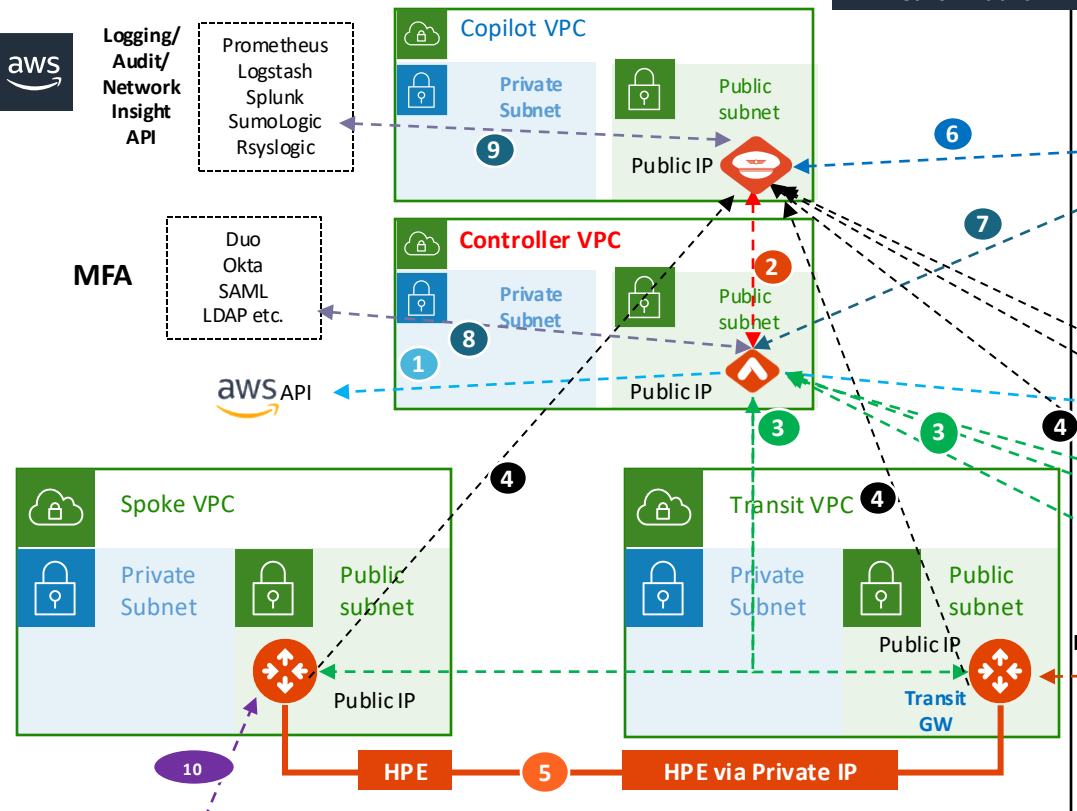 aws
Logging/
Audit/
Network
Insight
API
Prometheus
Logstash
Splunk
SumoLogic
Rsyslogic
Copilot VPC
Private
Subnet
Public
subnet
Public IP
9
6
7
MFA
Duo
Okta
SAML
LDAP etc.
Controller VPC
Private
Subnet
Public
subnet
2
8
1
aws API
Public IP
3
3
4
4
4
Spoke VPC
Private
Subnet
Public
subnet
Public IP
Transit VPC
Private
Subnet
Public
subnet
Public IP
Transit
GW
10
HPE
5
HPE via Private IP